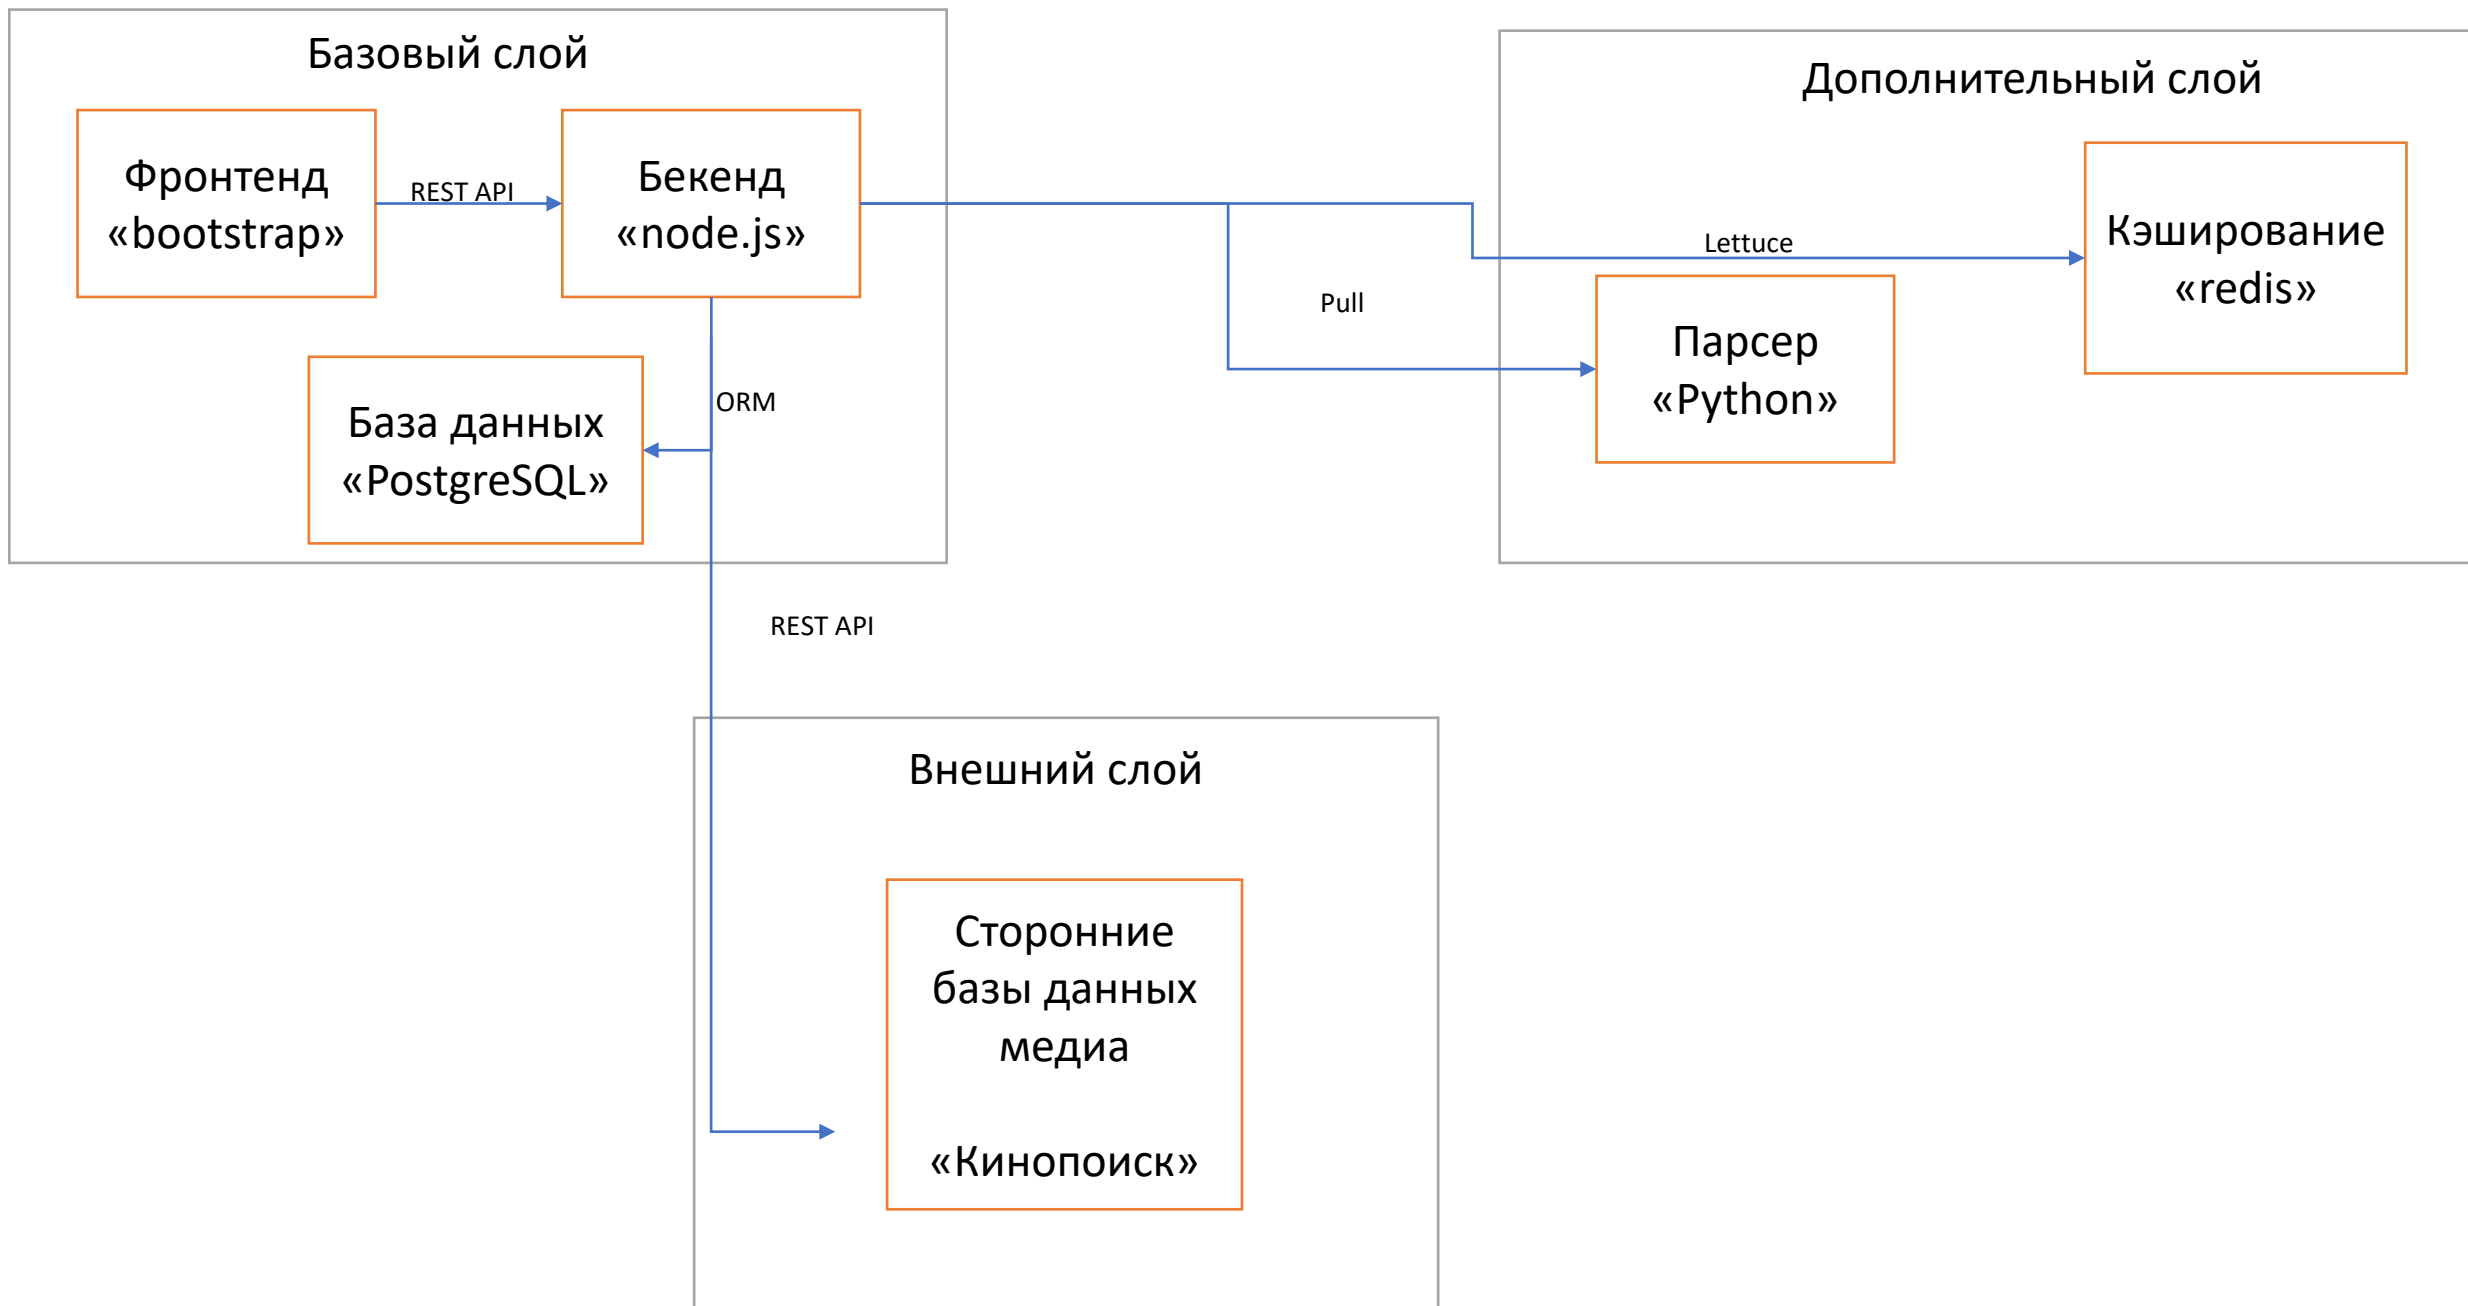 Базовый слой
Фронтенд
«bootstrap»
REST API
Бекенд
«node.js»
База данных
«PostgreSQL»
ORM
REST API
Pull
Дополнительный слой
Lettuce
Кэширование
«redis»
Парсер
«Python»
Внешний слой
Сторонние
базы данных
медиа
«Кинопоиск»